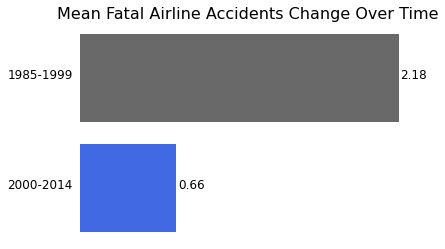 Mean Fatal Airline Accidents Change Over Time
1985-1999
2.18
2000-2014
0.66